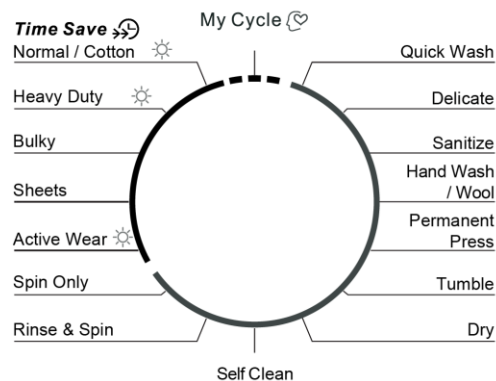 My Cycle
Time Save
Normal / Cotton
Heavy Duty
Bulky
Sheets
Active Wear
Spin Only
Rinse & Spin
Quick Wash
Delicate
Sanitize
Hand Wash
/ Wool
Permanent
Press
Tumble
Dry
Self Clean